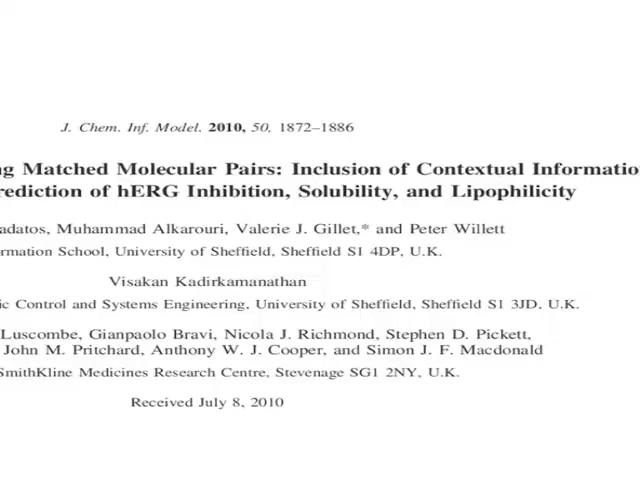 J. Chem. Inf. Model. 2010, 50, 1872–1886
ng Matched Molecular Pairs: Inclusion of Contextual Information
rediction of hERG Inhibition, Solubility, and Lipophilicity
adatos, Muhammad Alkarouri, Valerie J. Gillet,* and Peter Willett
rmation School, University of Sheffield, Sheffield S1 4DP, U.K.
Visakan Kadirkamanathan
ic Control and Systems Engineering, University of Sheffield, Sheffield S1 3JD, U.K.
Luscombe, Gianpaolo Bravi, Nicola J. Richmond, Stephen D. Pickett,
John M. Pritchard, Anthony W. J. Cooper, and Simon J. F. Macdonald
SmithKline Medicines Research Centre, Stevenage SG1 2NY, U.K.
Received July 8, 2010